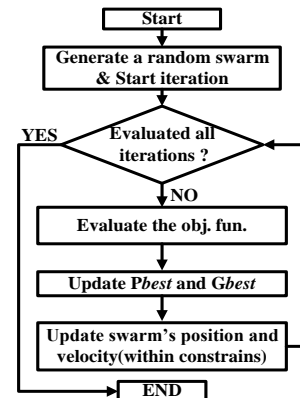 Start
Generate a random swarm
& Start iteration
YES
Evaluated all
iterations ?
NO
Evaluate the obj. fun.
Update Pbest and Gbest
Update swarm's position and
velocity(within constrains)
END